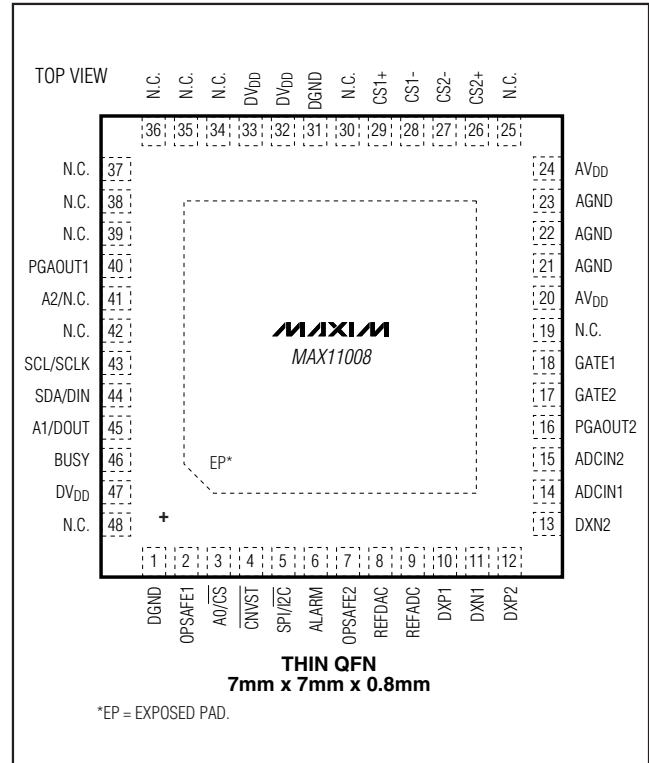 TOP VIEW
N.C. N.C. N.C. DVDD DVDD DGND N.C. CS1+ CS1- CS2- CS2+ N.C.
36 35 34 33 32 31 30 29 28 27 26 25
N.C. 37 24 AVDD
N.C. 38 23 AGND
N.C. 39 22 AGND
PGAOUT1 40 21 AGND
A2/N.C. 41 20 AVDD
N.C. 42 19 N.C.
MAXIM
MAX11008
SCL/SCLK 43 18 GATE1
SDA/DIN 44 17 GATE2
A1/DOUT 45 16 PGAOUT2
BUSY 46 EP* 15 ADCIN2
DVDD 47 14 ADCIN1
N.C. 48 + 13 DXN2
1 2 3 4 5 6 7 8 9 10 11 12
DGND OPSAFE1 A0/C̅S̅ C̅N̅V̅S̅T̅ S̅P̅I̅/I2C ALARM OPSAFE2 REFDAC REFADC DXP1 DXN1 DXP2
THIN QFN
7mm x 7mm x 0.8mm
*EP = EXPOSED PAD.